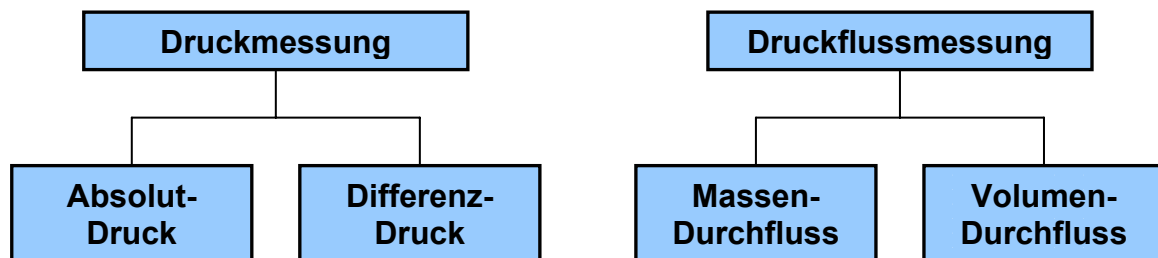 Druckmessung
Druckflussmessung
Absolut-
Druck
Differenz-
Druck
Massen-
Durchfluss
Volumen-
Durchfluss